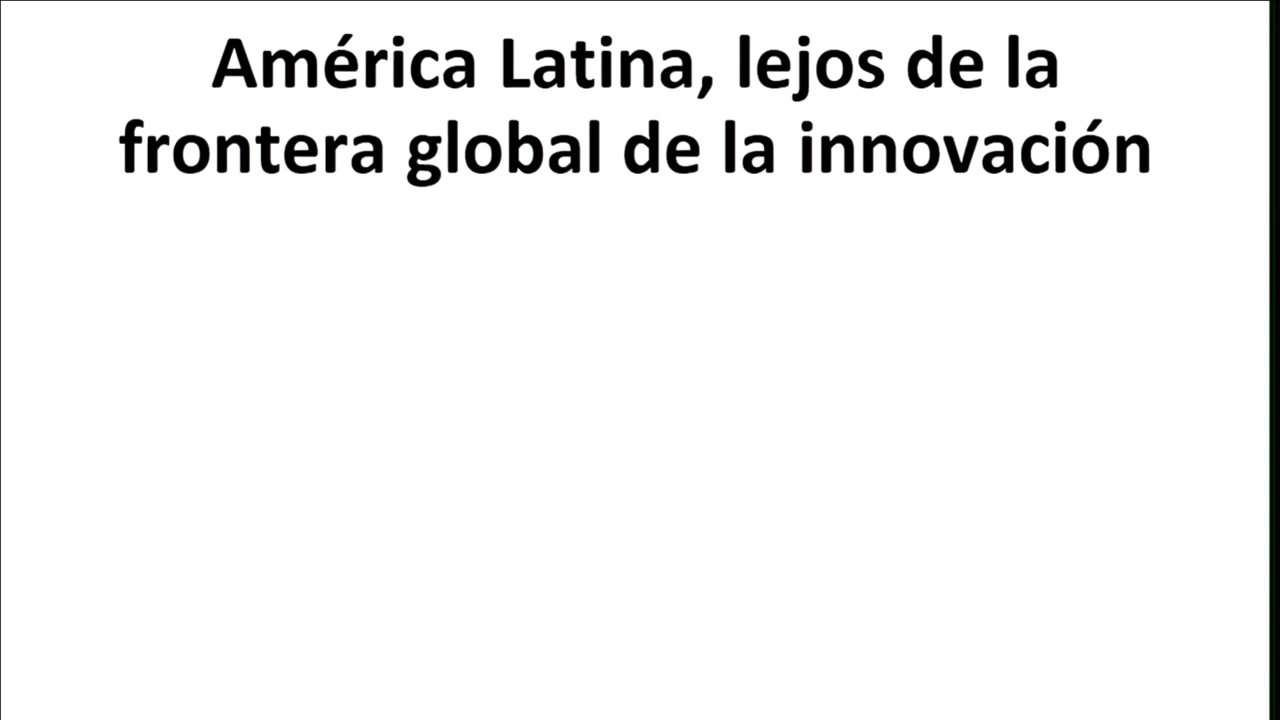 América Latina, lejos de la
frontera global de la innovación